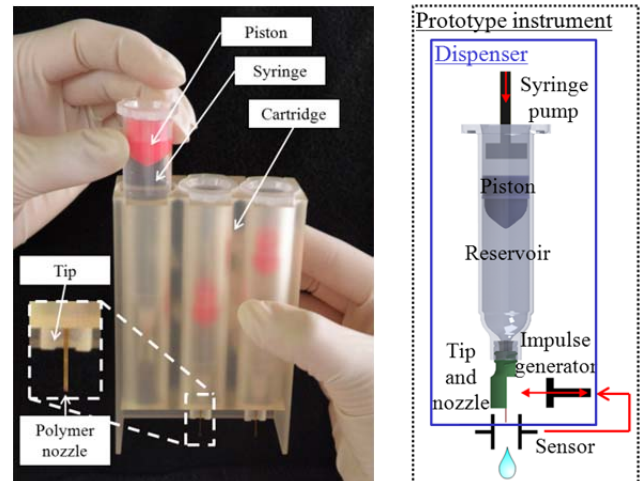 Piston
Syringe
Cartridge
Tip
Polymer
nozzle
Prototype instrument
Dispenser
Syringe
pump
Piston
Reservoir
Impulse
generator
Tip and
nozzle
Sensor